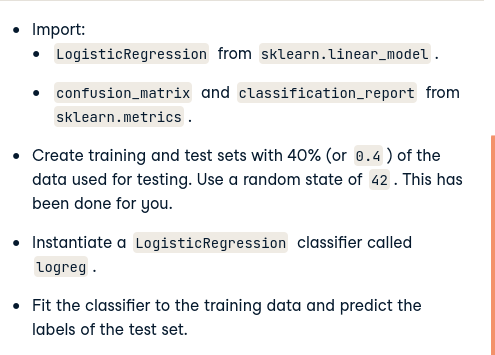 Import:
LogisticRegression from sklearn.linear_model .
confusion_matrix and classification_report from
sklearn.metrics .
Create training and test sets with 40% (or 0.4 ) of the
data used for testing. Use a random state of 42 . This has
been done for you.
Instantiate a LogisticRegression classifier called
logreg .
Fit the classifier to the training data and predict the
labels of the test set.